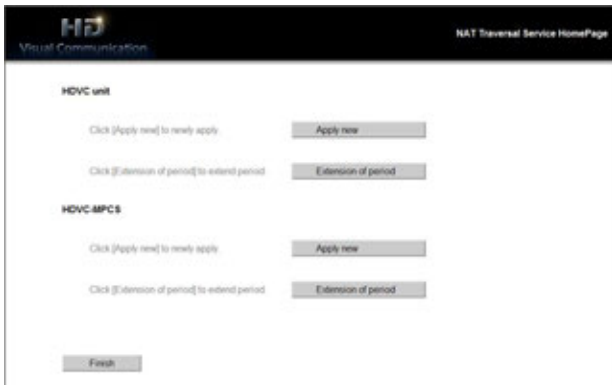 HD
Visual Communication
NAT Traversal Service HomePage
HDVC unit
Click [Apply new] to newly apply.
Apply new
Click [Extension of period] to extend period.
Extension of period
HDVC-MPCS
Click [Apply new] to newly apply.
Apply new
Click [Extension of period] to extend period.
Extension of period
Finish